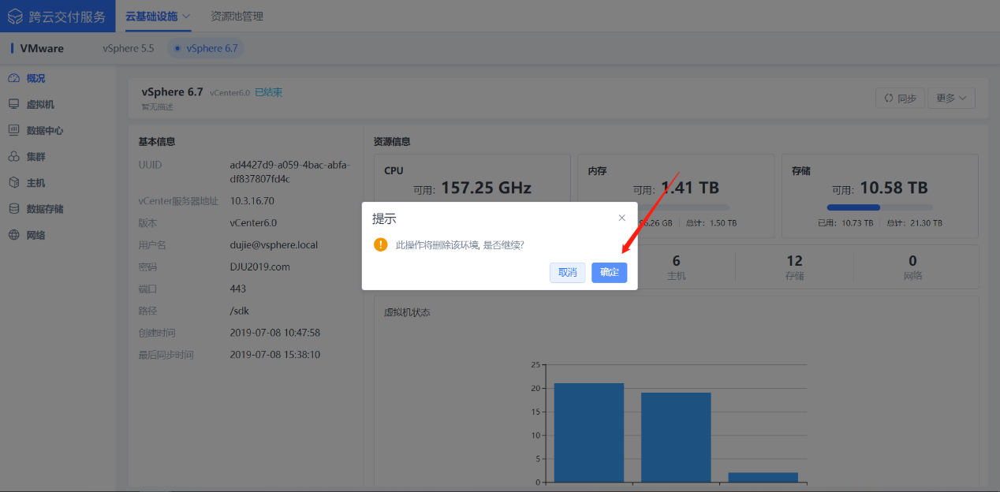 跨云交付服务
云基础设施
资源池管理
VMware
vSphere 5.5
vSphere 6.7
概况
虚拟机
数据中心
集群
主机
数据存储
网络
vSphere 6.7 vCenter6.0 已结束
暂无描述
同步
更多
基本信息
UUID ad4427d9-a059-4bac-abfa-
df837807fd4c
vCenter服务器地址 10.3.16.70
版本 vCenter6.0
用户名 dujie@vsphere.local
密码 DJU2019.com
端口 443
路径 /sdk
创建时间 2019-07-08 10:47:58
最后同步时间 2019-07-08 15:38:10
资源信息
CPU
可用: 157.25 GHz
内存
可用: 1.41 TB
总计: 1.50 TB
存储
可用: 10.58 TB
已用: 10.73 TB 总计: 21.30 TB
提示
此操作将删除该环境, 是否继续?
取消
确定
6
主机
12
存储
0
网络
虚拟机状态
25
20
15
10
5
0